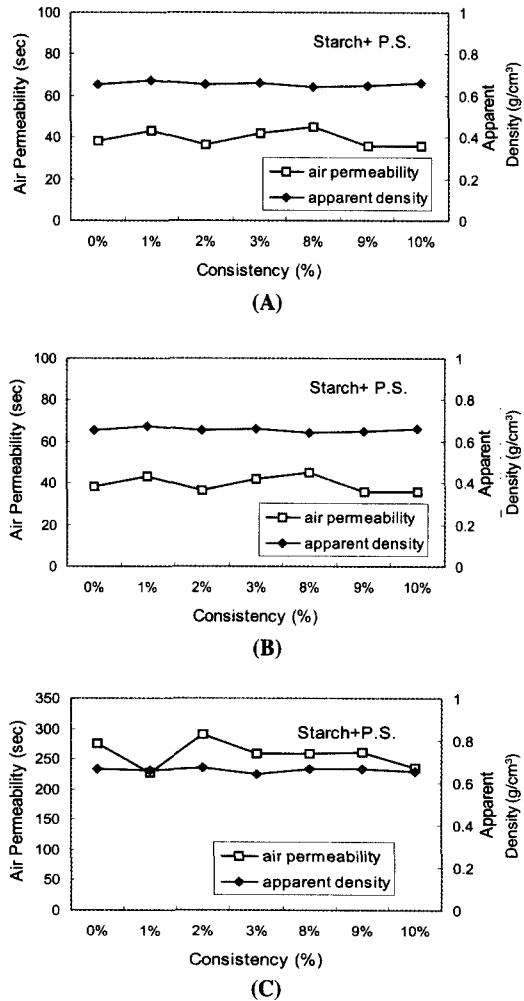 100
80
60
40
20
0
Air Permeability (sec)
Starch+ P.S.
1
0.8
0.6
0.4
0.2
0
Apparent
Density (g/cm³)
air permeability
apparent density
0% 1% 2% 3% 8% 9% 10%
Consistency (%)
(A)
100
80
60
40
20
0
Air Permeability (sec)
Starch+ P.S.
1
0.8
0.6
0.4
0.2
0
Apparent
Density (g/cm³)
air permeability
apparent density
0% 1% 2% 3% 8% 9% 10%
Consistency (%)
(B)
350
300
250
200
150
100
50
0
Air Permeability (sec)
Starch+P.S.
1
0.8
0.6
0.4
0.2
0
Apparent
Density (g/cm³)
air permeability
apparent density
0% 1% 2% 3% 8% 9% 10%
Consistency (%)
(C)